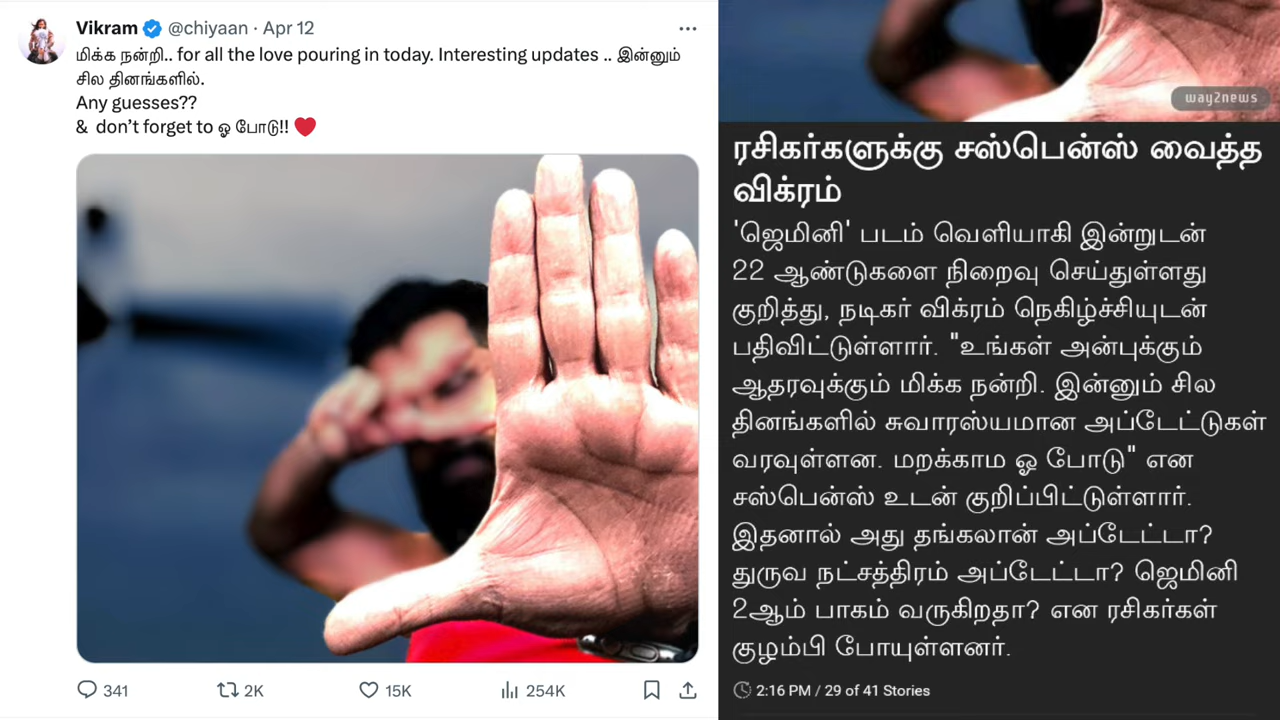 Vikram @chiyaan · Apr 12
மிக்க நன்றி.. for all the love pouring in today. Interesting updates .. இன்னும்
சில தினங்களில்.
Any guesses??
& don't forget to ஓ போடு!! ❤️
341 2K 15K 254K
way2news
ரசிகர்களுக்கு சஸ்பென்ஸ் வைத்த
விக்ரம்
'ஜெமினி' படம் வெளியாகி இன்றுடன்
22 ஆண்டுகளை நிறைவு செய்துள்ளது
குறித்து, நடிகர் விக்ரம் நெகிழ்ச்சியுடன்
பதிவிட்டுள்ளார். "உங்கள் அன்புக்கும்
ஆதரவுக்கும் மிக்க நன்றி. இன்னும் சில
தினங்களில் சுவாரஸ்யமான அப்டேட்டுகள்
வரவுள்ளன. மறக்காம ஓ போடு" என
சஸ்பென்ஸ் உடன் குறிப்பிட்டுள்ளார்.
இதனால் அது தங்கலான் அப்டேட்டா?
துருவ நட்சத்திரம் அப்டேட்டா? ஜெமினி
2ஆம் பாகம் வருகிறதா? என ரசிகர்கள்
குழம்பி போயுள்ளனர்.
2:16 PM / 29 of 41 Stories